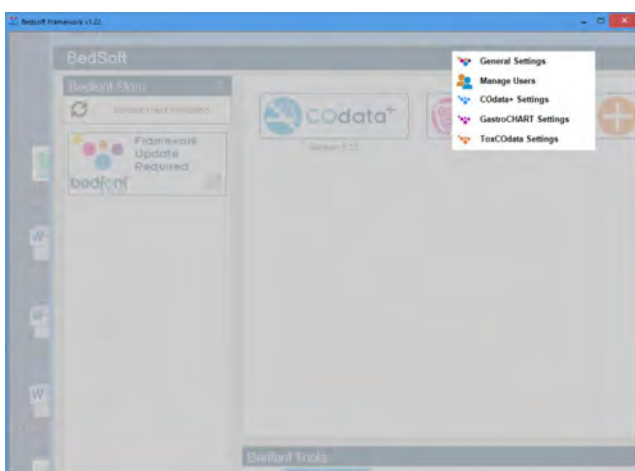 Bedsoft Framework v1.22
BedSoft
Bedfont Store
General Settings
Manage Users
COdata+ Settings
GastroCHART Settings
ToxCOdata Settings
COdata+
Framework
Update
Required
bedfont
Bedfont Tools